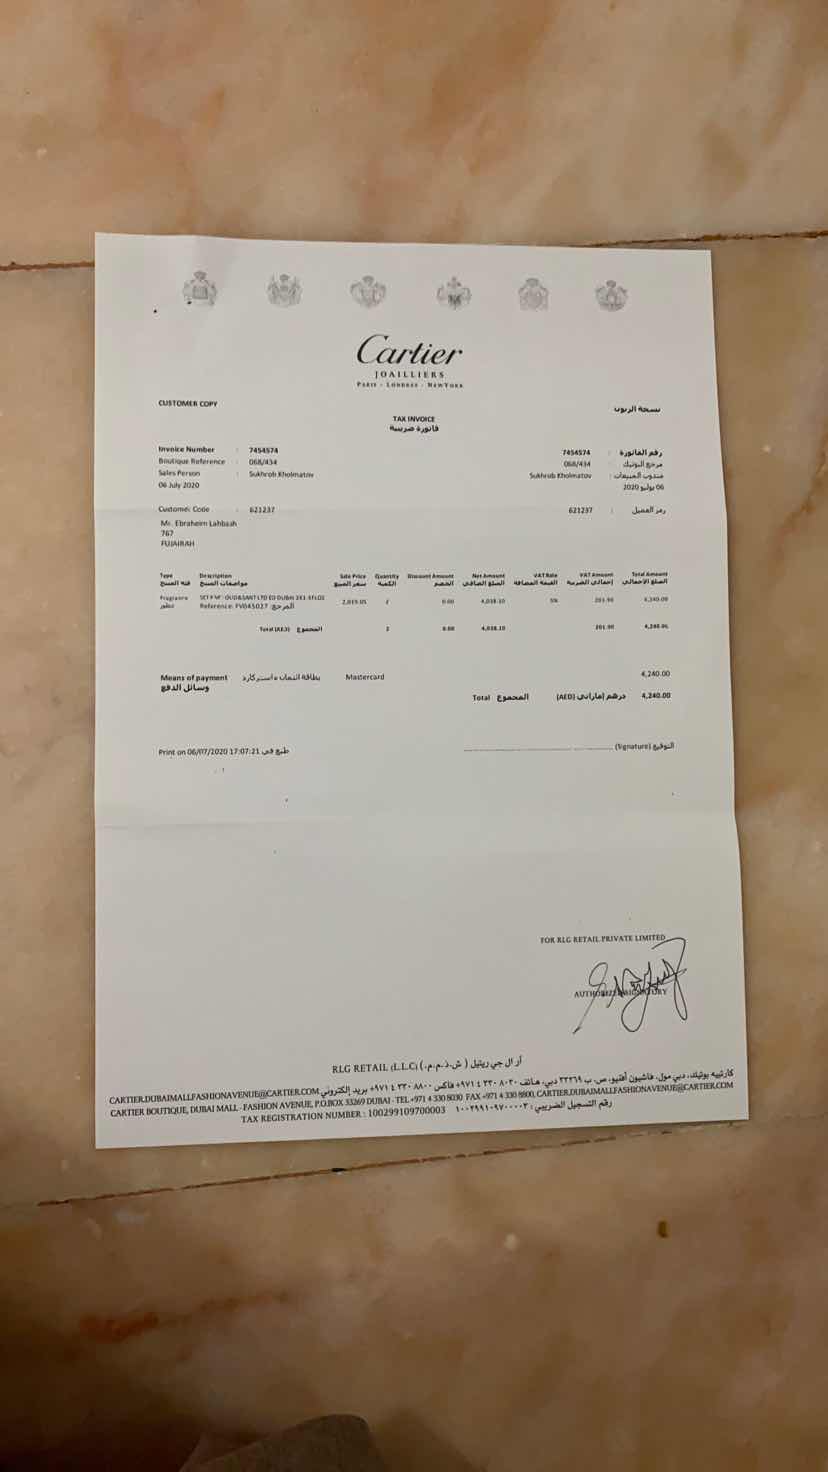 Cartier
JOAILLIERS
PARIS - LONDRES - NEW YORK
CUSTOMER COPY نسخة الزبون
TAX INVOICE
فاتورة ضريبية
Invoice Number : 7454574 7454574 : رقم الفاتورة
Boutique Reference : 068/434 068/434 : مرجع البوتيك
Sales Person : Sukhrob Kholmatov Sukhrob Kholmatov : مندوب المبيعات
06 July 2020 06 يوليو 2020
Customer Code : 621237 621237 : رمز العميل
Mr. Ebraheim Lahbash
767
FUJAIRAH
Type Description Sale Price Quantity Discount Amount Net Amount VAT Rate VAT Amount Total Amount
فئة المنتج مواصفات المنتج سعر المبيع الكمية الخصم المبلغ الصافي القيمة المضافة إجمالي الضريبة المبلغ الاجمالي
Fragrance OUD&SANT LTD ED DUBAI 2,019.05 2 0.00 4,038.10 5% 201.90 4,240.00
عطور Reference: FV045027 :المرجع
Total (AED) المجموع 2 0.00 4,038.10 201.90 4,240.00
Means of payment بطاقة ائتمان ماستركارد Mastercard 4,240.00
وسائل الدفع
Total المجموع (AED) درهم إماراتي 4,240.00
Print on 06/07/2020 17:07:21 طبع في (Signature) التوقيع
FOR RLG RETAIL PRIVATE LIMITED
AUTHORIZED SIGNATORY
RLG RETAIL (L.L.C) (ش.ذ.م.م.) أر ال جي ريتيل
كارتييه بوتيك، دبي مول، فاشيون أفنيو، ص. ب ٣٣٢٦٩ دبي، هاتف ٨٠٣٠ ٣٣٠ ٤ ٩٧١+ فاكس ٨٨٠٠ ٣٣٠ ٤ ٩٧١+ بريد إلكتروني CARTIER.DUBAIMALLFASHIONAVENUE@CARTIER.COM
CARTIER BOUTIQUE, DUBAI MALL - FASHION AVENUE, P.O.BOX 33269 DUBAI - TEL +971 4 330 8030 FAX +971 4 330 8800, CARTIER.DUBAIMALLFASHIONAVENUE@CARTIER.COM
TAX REGISTRATION NUMBER : 100299109700003 رقم التسجيل الضريبي : ١٠٠٢٩٩١٠٩٧٠٠٠٠٣